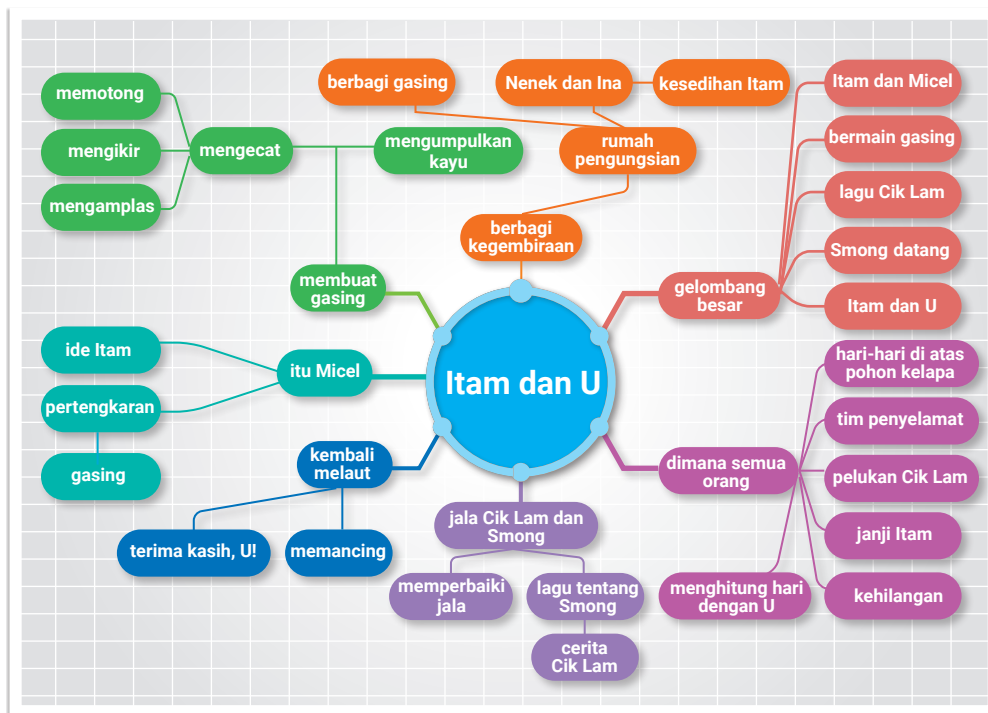 berbagi gasing
Nenek dan Ina
kesedihan Itam
Itam dan Micel
memotong
mengikir
mengamplas
mengecat
mengumpulkan
kayu
rumah
pengungsian
bermain gasing
lagu Cik Lam
Smong datang
Itam dan U
berbagi
kegembiraan
membuat
gasing
gelombang
besar
ide Itam
pertengkaran
gasing
itu Micel
Itam dan U
hari-hari di atas
pohon kelapa
tim penyelamat
pelukan Cik Lam
janji Itam
kehilangan
menghitung hari
dengan U
dimana semua
orang
kembali
melaut
terima kasih, U!
memancing
jala Cik Lam dan
Smong
memperbaiki
jala
lagu tentang
Smong
cerita
Cik Lam